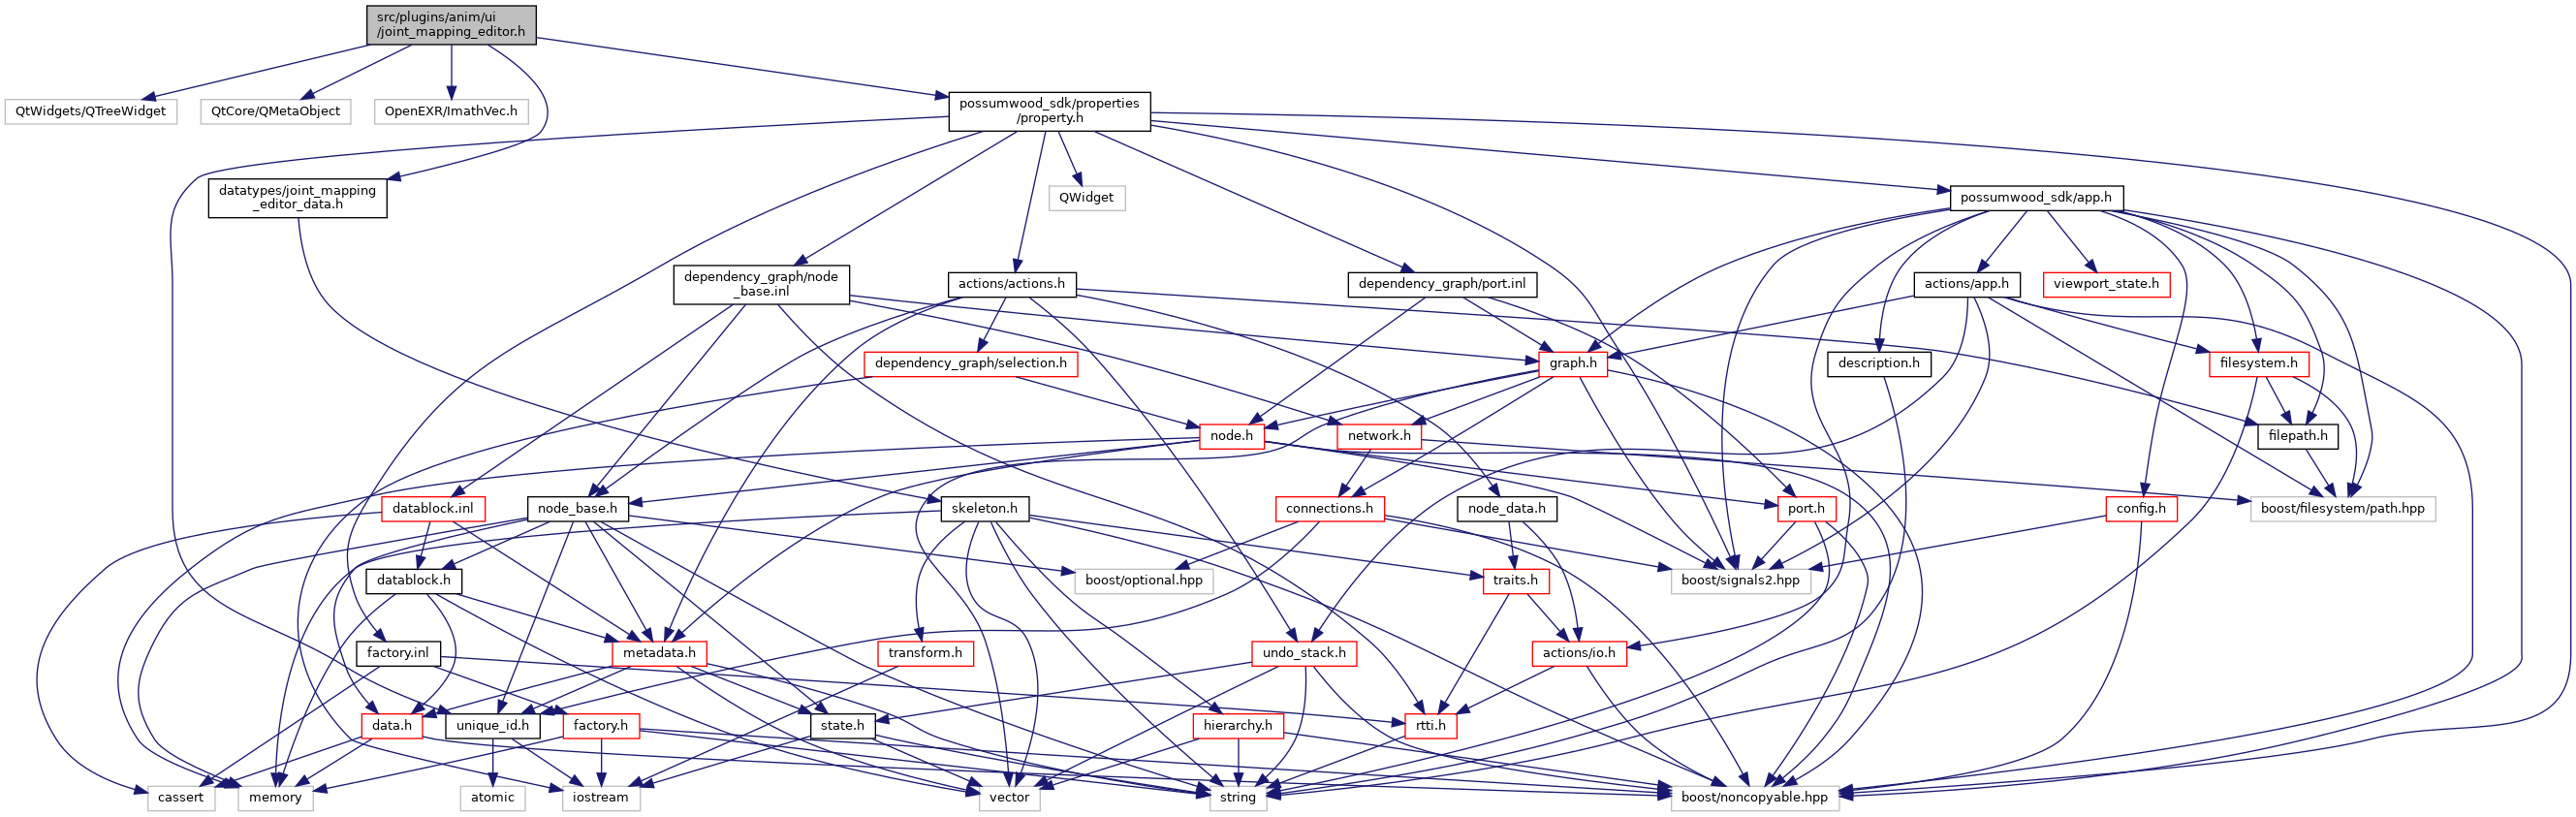 src/plugins/anim/ui
/joint_mapping_editor.h
QtWidgets/QTreeWidget
QtCore/QMetaObject
OpenEXR/ImathVec.h
possumwood_sdk/properties
/property.h
datatypes/joint_mapping
_editor_data.h
QWidget
possumwood_sdk/app.h
dependency_graph/node
_base.inl
actions/actions.h
dependency_graph/port.inl
actions/app.h
viewport_state.h
dependency_graph/selection.h
graph.h
description.h
filesystem.h
node.h
network.h
filepath.h
datablock.inl
node_base.h
skeleton.h
connections.h
node_data.h
port.h
config.h
boost/filesystem/path.hpp
datablock.h
boost/optional.hpp
traits.h
boost/signals2.hpp
factory.inl
metadata.h
transform.h
undo_stack.h
actions/io.h
data.h
unique_id.h
factory.h
state.h
hierarchy.h
rtti.h
cassert
memory
atomic
iostream
vector
string
boost/noncopyable.hpp